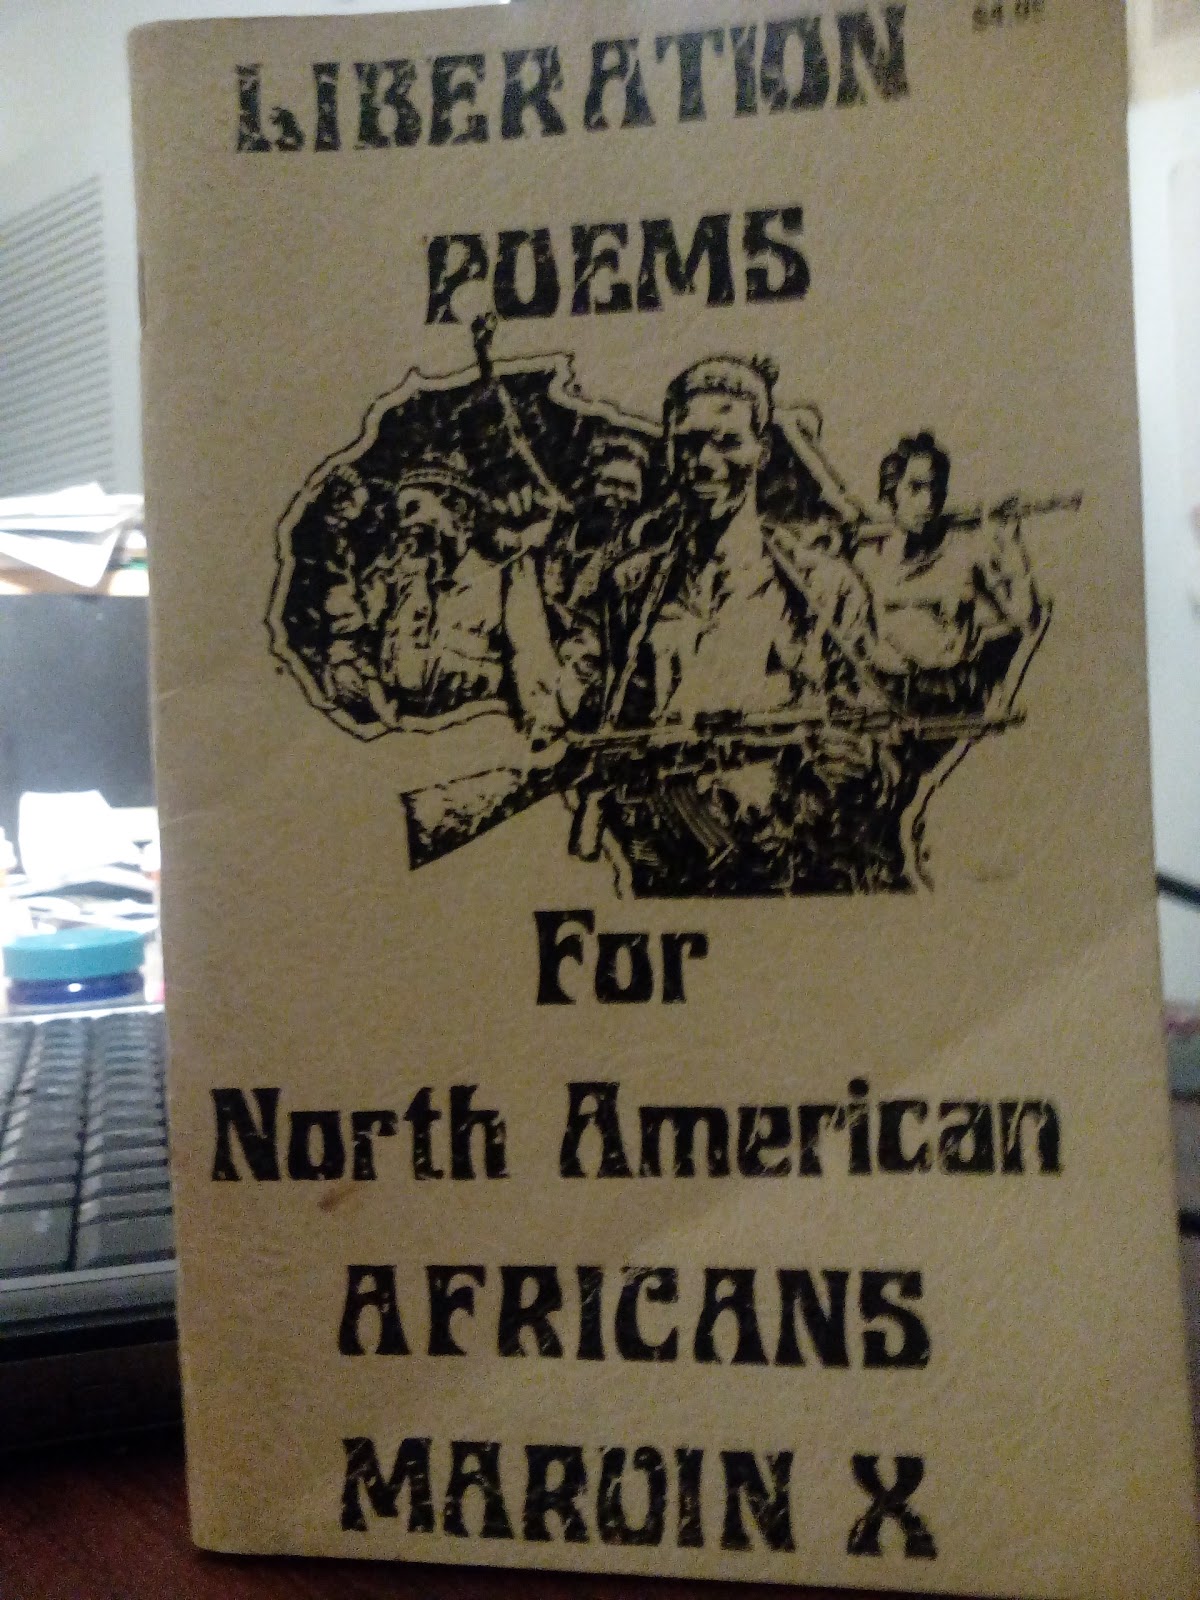 LIBERATION
POEMS
For
North American
AFRICANS
MARVIN X